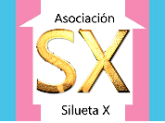 Asociación
SX
Silueta X